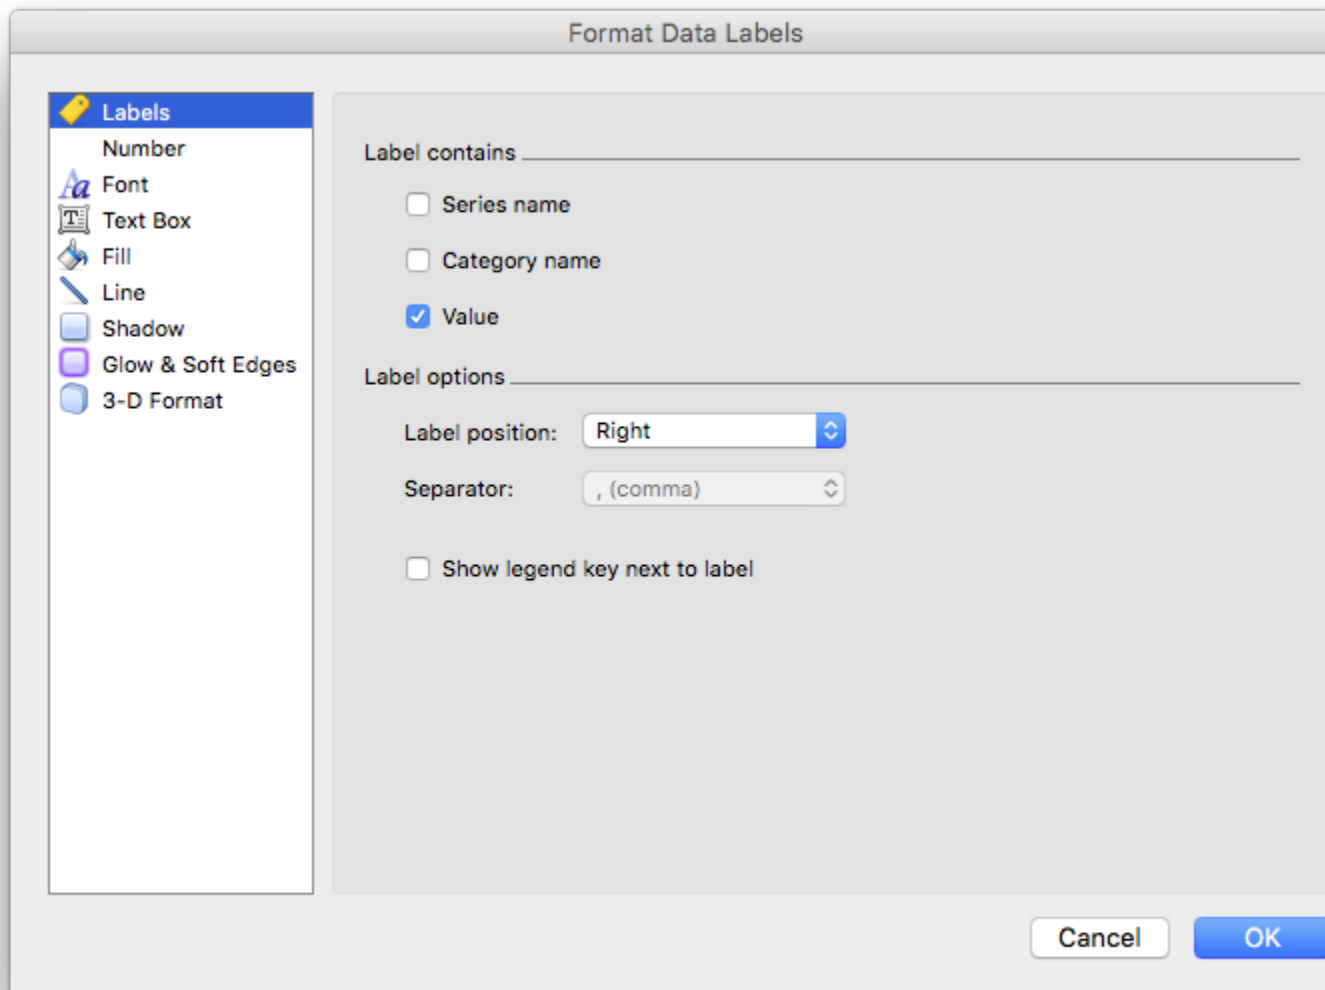 Format Data Labels
Labels
Number
Font
Text Box
Fill
Line
Shadow
Glow & Soft Edges
3-D Format
Label contains
Series name
Category name
Value
Label options
Label position: Right
Separator: , (comma)
Show legend key next to label
Cancel OK